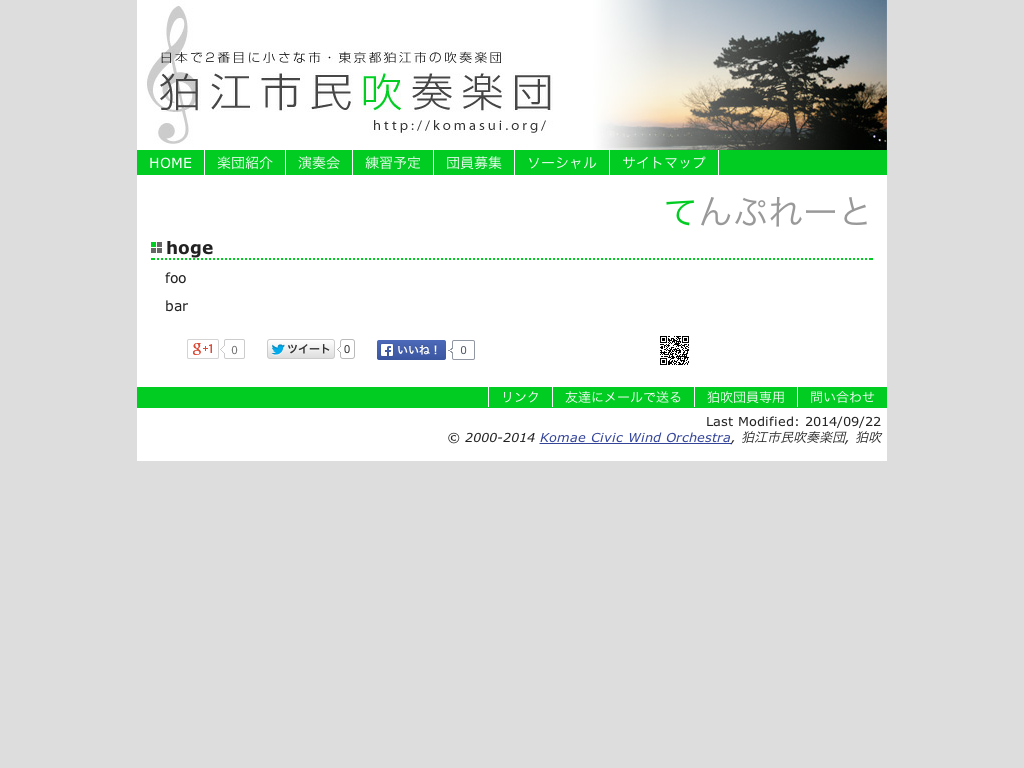 日本で2番目に小さな市・東京都狛江市の吹奏楽団
狛江市民吹奏楽団
http://komasui.org/
HOME 楽団紹介 演奏会 練習予定 団員募集 ソーシャル サイトマップ
てんぷれーと
hoge
foo
bar
g+1 0 ツイート 0 いいね！ 0
リンク 友達にメールで送る 狛吹団員専用 問い合わせ
Last Modified: 2014/09/22
© 2000-2014 Komae Civic Wind Orchestra, 狛江市民吹奏楽団, 狛吹